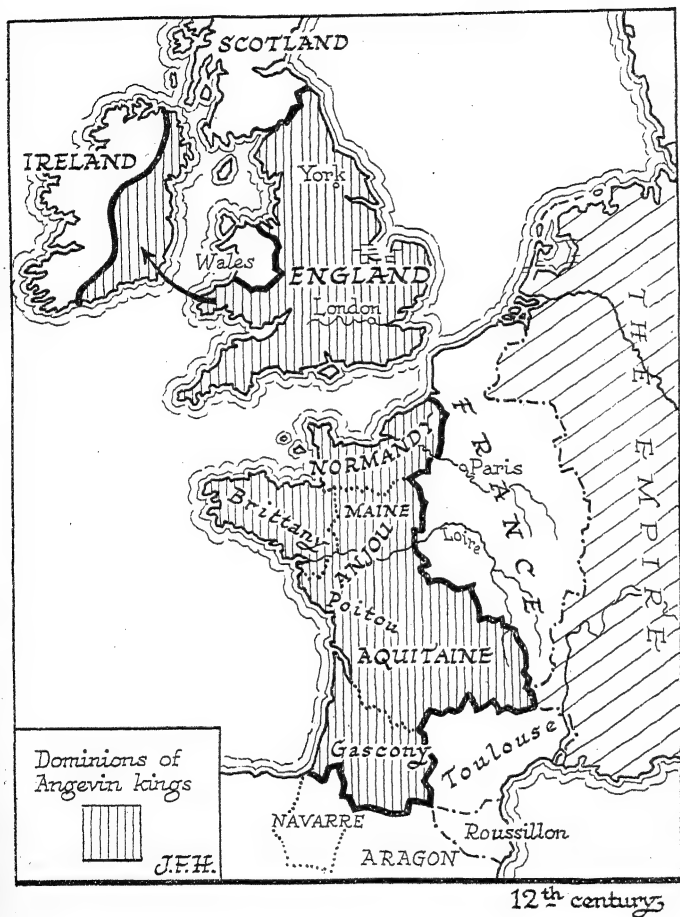 SCOTLAND
IRELAND
York
Wales
ENGLAND
London
THE EMPIRE
FRANCE
NORMANDY
Paris
Brittany
MAINE
ANJOU
Loire
Poitou
AQUITAINE
Gascony
Toulouse
Dominions of
Angevin kings
J.F.H.
NAVARRE
Roussillon
ARAGON
12th century,